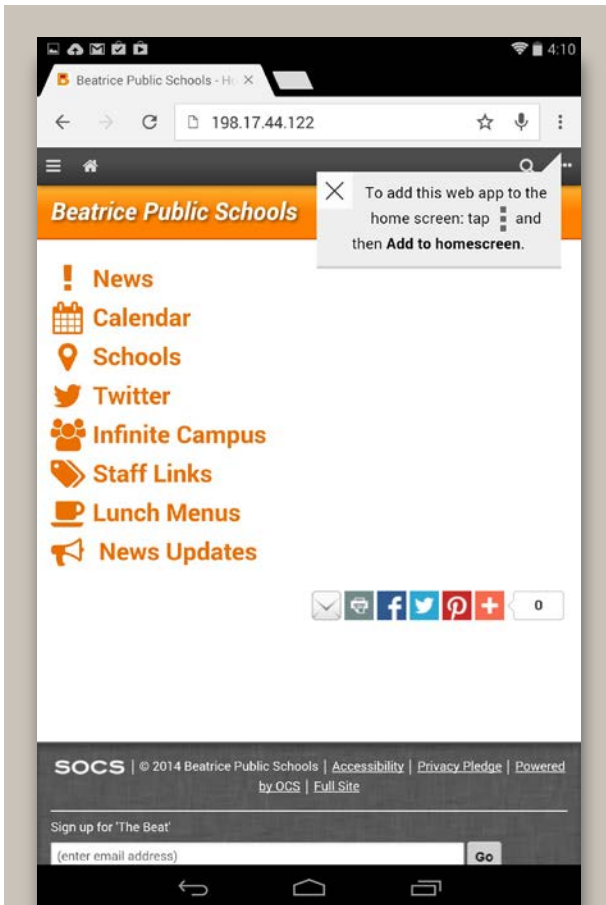 4:10
Beatrice Public Schools - Ho
198.17.44.122
Beatrice Public Schools
To add this web app to the
home screen: tap and
then Add to homescreen.
News
Calendar
Schools
Twitter
Infinite Campus
Staff Links
Lunch Menus
News Updates
0
SOCS | © 2014 Beatrice Public Schools | Accessibility | Privacy Pledge | Powered
by OCS | Full Site
Sign up for 'The Beat'
(enter email address)
Go